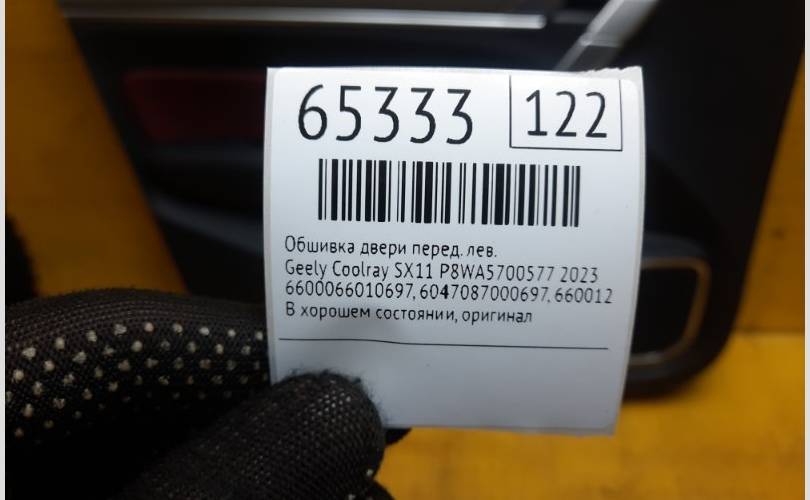 65333 122
Обшивка двери перед. лев.
Geely Coolray SX11 P8WA5700577 2023
6600066010697, 6047087000697, 660012
В хорошем состоянии, оригинал